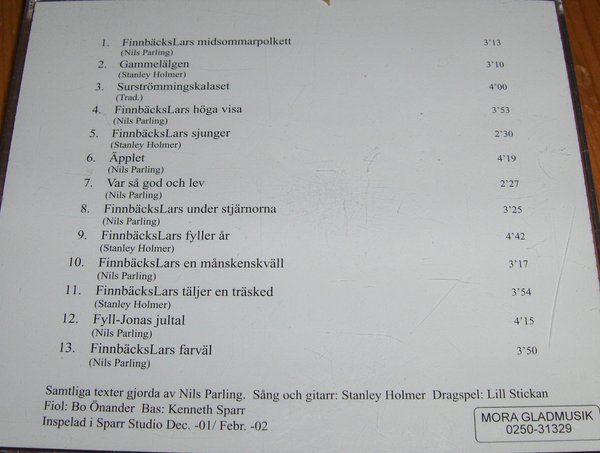 1. FinnbäcksLars midsommarpolkett 3'13
(Nils Parling)
2. Gammelälgen 3'10
(Stanley Holmer)
3. Surströmmingskalaset 4'00
(Trad.)
4. FinnbäcksLars höga visa 3'53
(Nils Parling)
5. FinnbäcksLars sjunger 2'30
(Stanley Holmer)
6. Äpplet 4'19
(Nils Parling)
7. Var så god och lev 2'27
(Nils Parling)
8. FinnbäcksLars under stjärnorna 3'25
(Nils Parling)
9. FinnbäcksLars fyller år 4'42
(Stanley Holmer)
10. FinnbäcksLars en månskenskväll 3'17
(Nils Parling)
11. FinnbäcksLars täljer en träsked 3'54
(Stanley Holmer)
12. Fyll-Jonas jultal 4'15
(Nils Parling)
13. FinnbäcksLars farväl 3'50
(Nils Parling)
Samtliga texter gjorda av Nils Parling. Sång och gitarr: Stanley Holmer Dragspel: Lill Stickan
Fiol: Bo Önander Bas: Kenneth Sparr
Inspelad i Sparr Studio Dec. -01/ Febr. -02
MORA GLADMUSIK
0250-31329